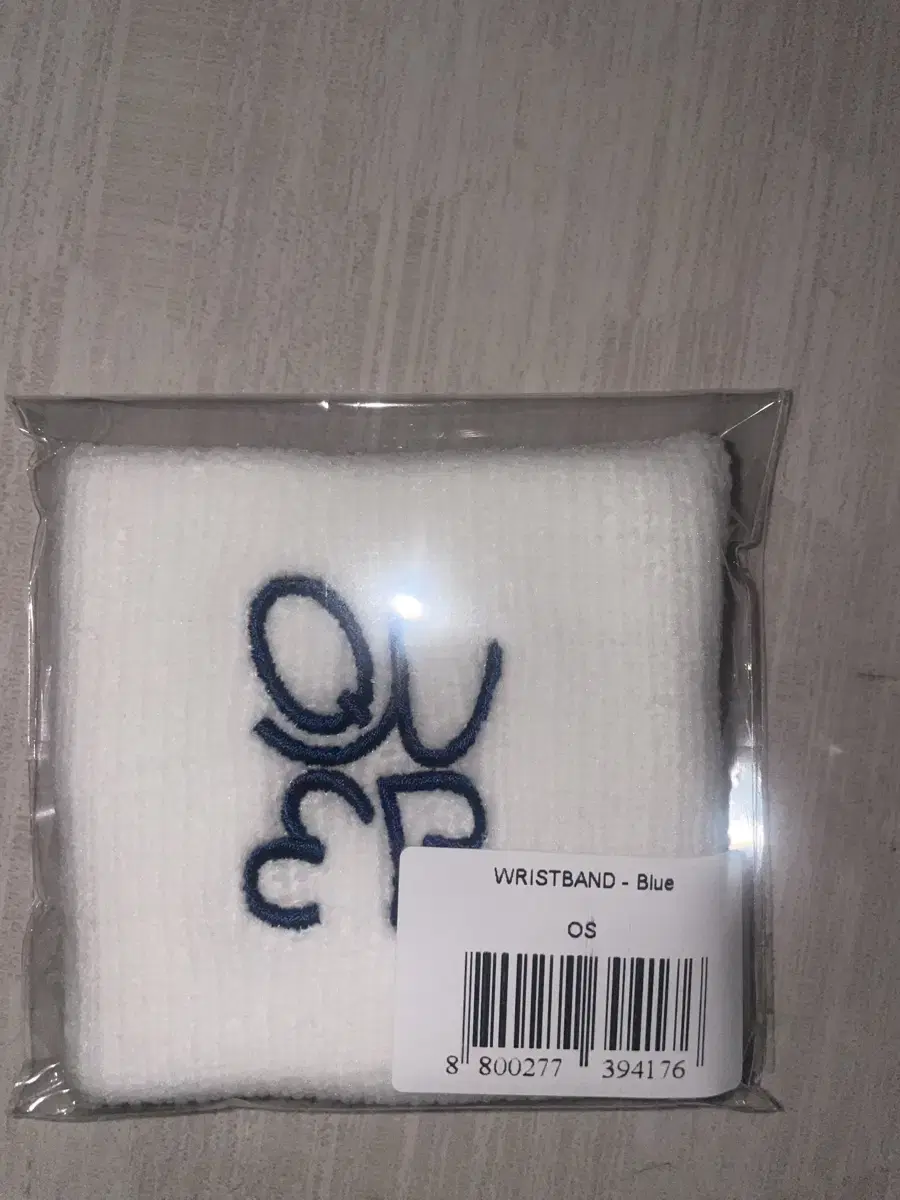 WRISTBAND - Blue
OS
8 800277 394176